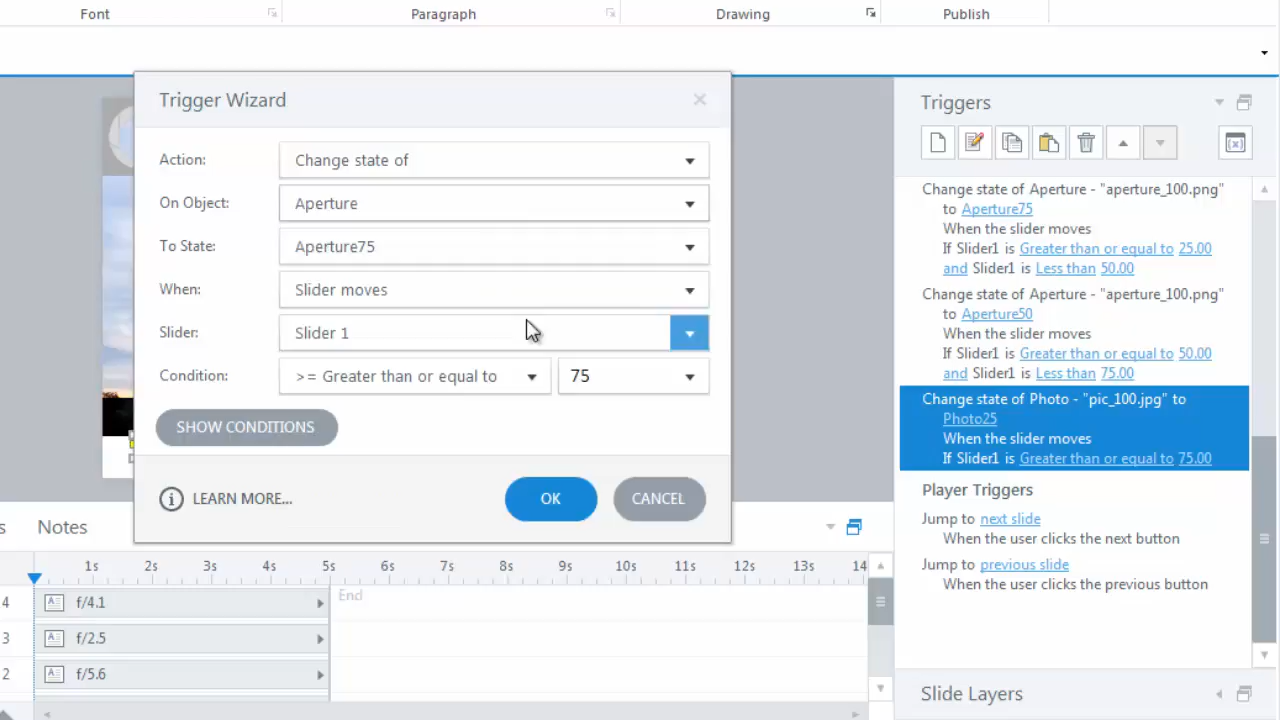 Font
Paragraph
Drawing
Publish
Trigger Wizard
Action:
Change state of
On Object:
Aperture
To State:
Aperture75
When:
Slider moves
Slider:
Slider 1
Condition:
>= Greater than or equal to
75
SHOW CONDITIONS
LEARN MORE...
OK
CANCEL
Triggers
Change state of Aperture - "aperture_100.png"
to Aperture75
When the slider moves
If Slider1 is Greater than or equal to 25.00
and Slider1 is Less than 50.00
Change state of Aperture - "aperture_100.png"
to Aperture50
When the slider moves
If Slider1 is Greater than or equal to 50.00
and Slider1 is Less than 75.00
Change state of Photo - "pic_100.jpg" to
Photo25
When the slider moves
If Slider1 is Greater than or equal to 75.00
Player Triggers
Jump to next slide
When the user clicks the next button
Jump to previous slide
When the user clicks the previous button
Slide Layers
s
Notes
1s 2s 3s 4s 5s 6s 7s 8s 9s 10s 11s 12s 13s 14
4 f/4.1
End
3 f/2.5
2 f/5.6